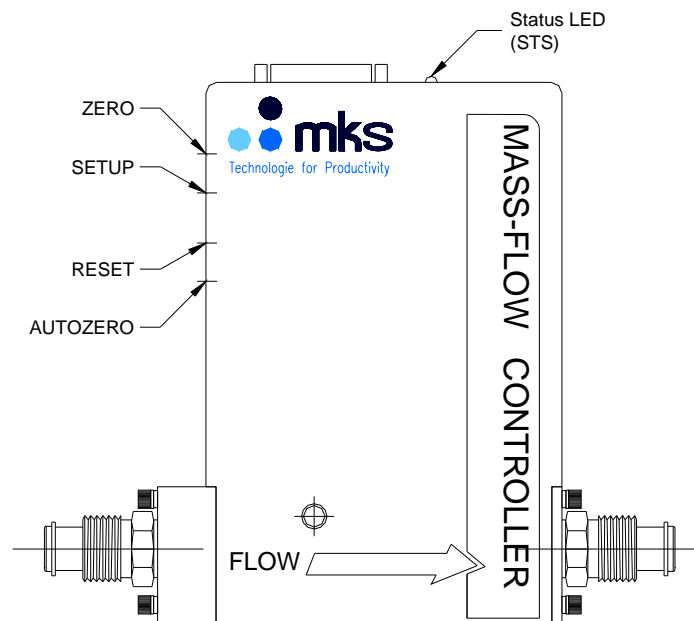 Status LED
(STS)
ZERO
SETUP
RESET
AUTOZERO
mks
Technologie for Productivity
MASS-FLOW CONTROLLER
FLOW